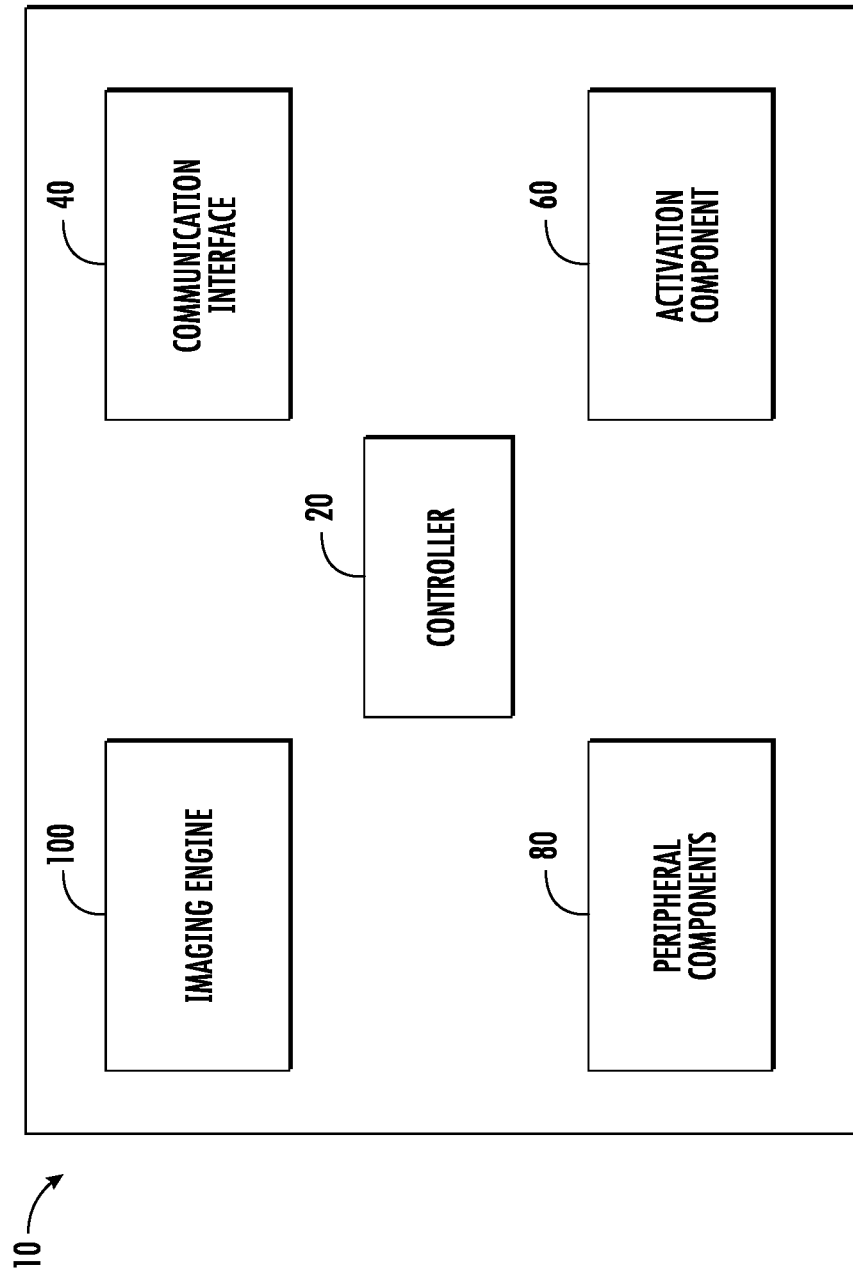 10
100
IMAGING ENGINE
40
COMMUNICATION
INTERFACE
20
CONTROLLER
80
PERIPHERAL
COMPONENTS
60
ACTIVATION
COMPONENT